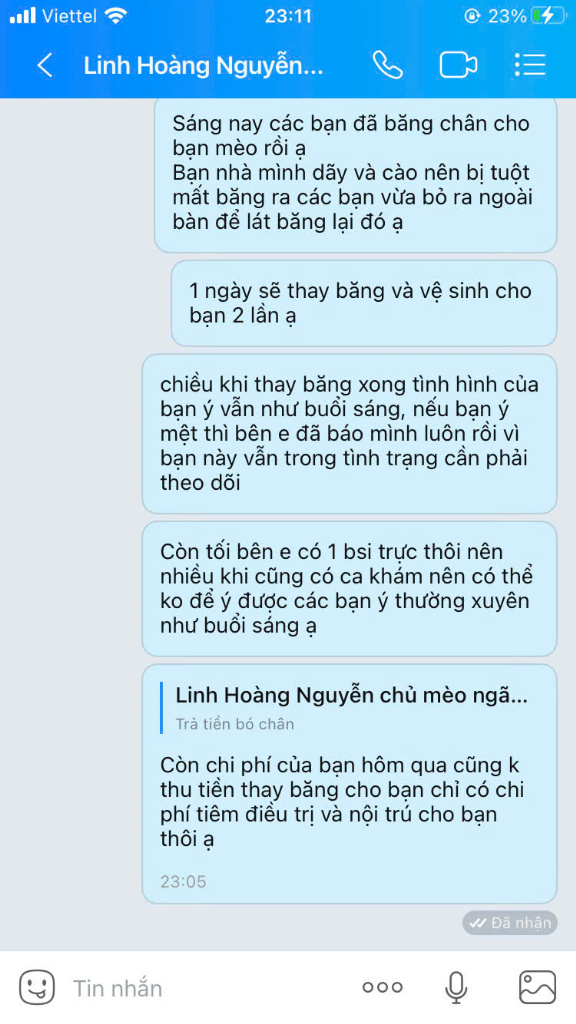 Viettel
23:11
23%
Linh Hoàng Nguyễn...
Sáng nay các bạn đã băng chân cho
bạn mèo rồi ạ
Bạn nhà mình dãy và cào nên bị tuột
mất băng ra các bạn vừa bỏ ra ngoài
bàn để lát băng lại đó ạ
1 ngày sẽ thay băng và vệ sinh cho
bạn 2 lần ạ
chiều khi thay băng xong tình hình của
bạn ý vẫn như buổi sáng, nếu bạn ý
mệt thì bên e đã báo mình luôn rồi vì
bạn này vẫn trong tình trạng cần phải
theo dõi
Còn tối bên e có 1 bsi trực thôi nên
nhiều khi cũng có ca khám nên có thể
ko để ý được các bạn ý thường xuyên
như buổi sáng ạ
Linh Hoàng Nguyễn chủ mèo ngã...
Trả tiền bó chân
Còn chi phí của bạn hôm qua cũng k
thu tiền thay băng cho bạn chỉ có chi
phí tiêm điều trị và nội trú cho bạn
thôi ạ
23:05
Đã nhận
Tin nhắn